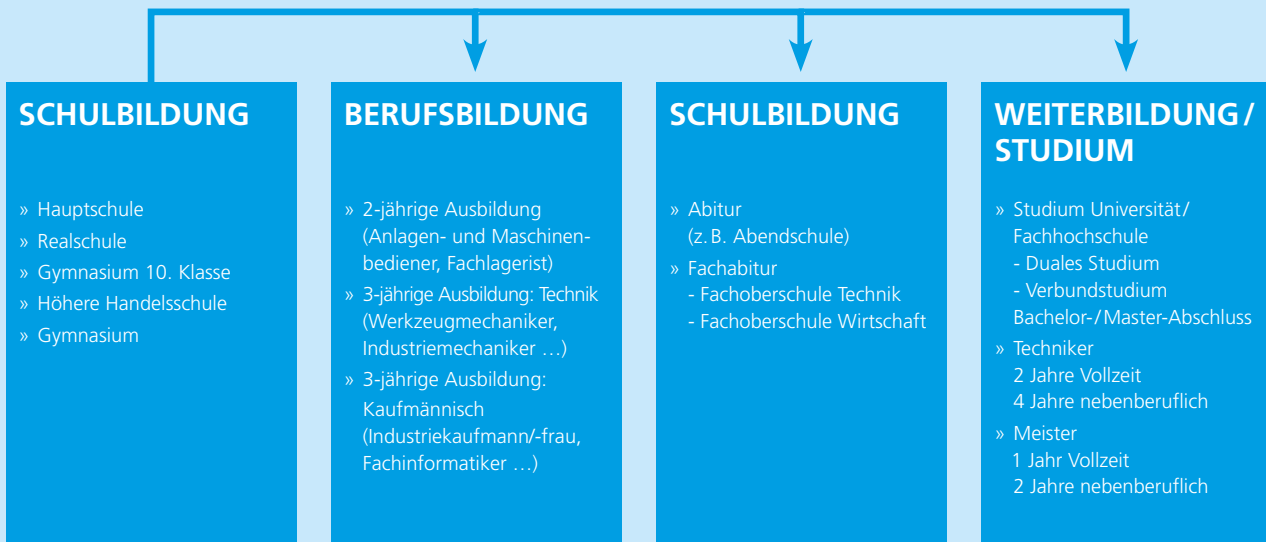 SCHULBILDUNG
» Hauptschule
» Realschule
» Gymnasium 10. Klasse
» Höhere Handelsschule
» Gymnasium
BERUFSBILDUNG
» 2-jährige Ausbildung
(Anlagen- und Maschinen-
bediener, Fachlagerist)
» 3-jährige Ausbildung: Technik
(Werkzeugmechaniker,
Industriemechaniker …)
» 3-jährige Ausbildung:
Kaufmännisch
(Industriekaufmann/-frau,
Fachinformatiker …)
SCHULBILDUNG
» Abitur
(z. B. Abendschule)
» Fachabitur
- Fachoberschule Technik
- Fachoberschule Wirtschaft
WEITERBILDUNG /
STUDIUM
» Studium Universität/
Fachhochschule
- Duales Studium
- Verbundstudium
Bachelor-/Master-Abschluss
» Techniker
2 Jahre Vollzeit
4 Jahre nebenberuflich
» Meister
1 Jahr Vollzeit
2 Jahre nebenberuflich